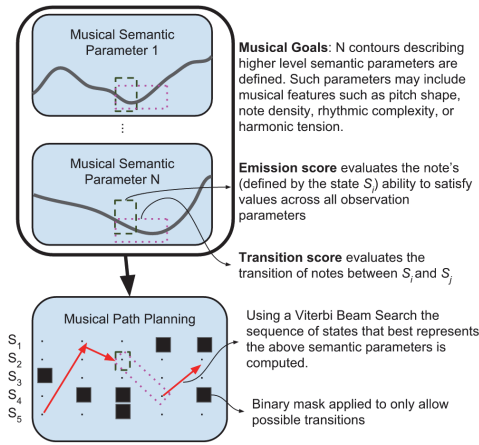 Musical Semantic
Parameter 1
...
Musical Semantic
Parameter N
Musical Goals: N contours describing
higher level semantic parameters are
defined. Such parameters may include
musical features such as pitch shape,
note density, rhythmic complexity, or
harmonic tension.
Emission score evaluates the note's
(defined by the state Si) ability to satisfy
values across all observation
parameters
Transition score evaluates the
transition of notes between Si and Sj
Musical Path Planning
S1
S2
S3
S4
S5
Using a Viterbi Beam Search the
sequence of states that best represents
the above semantic parameters is
computed.
Binary mask applied to only allow
possible transitions